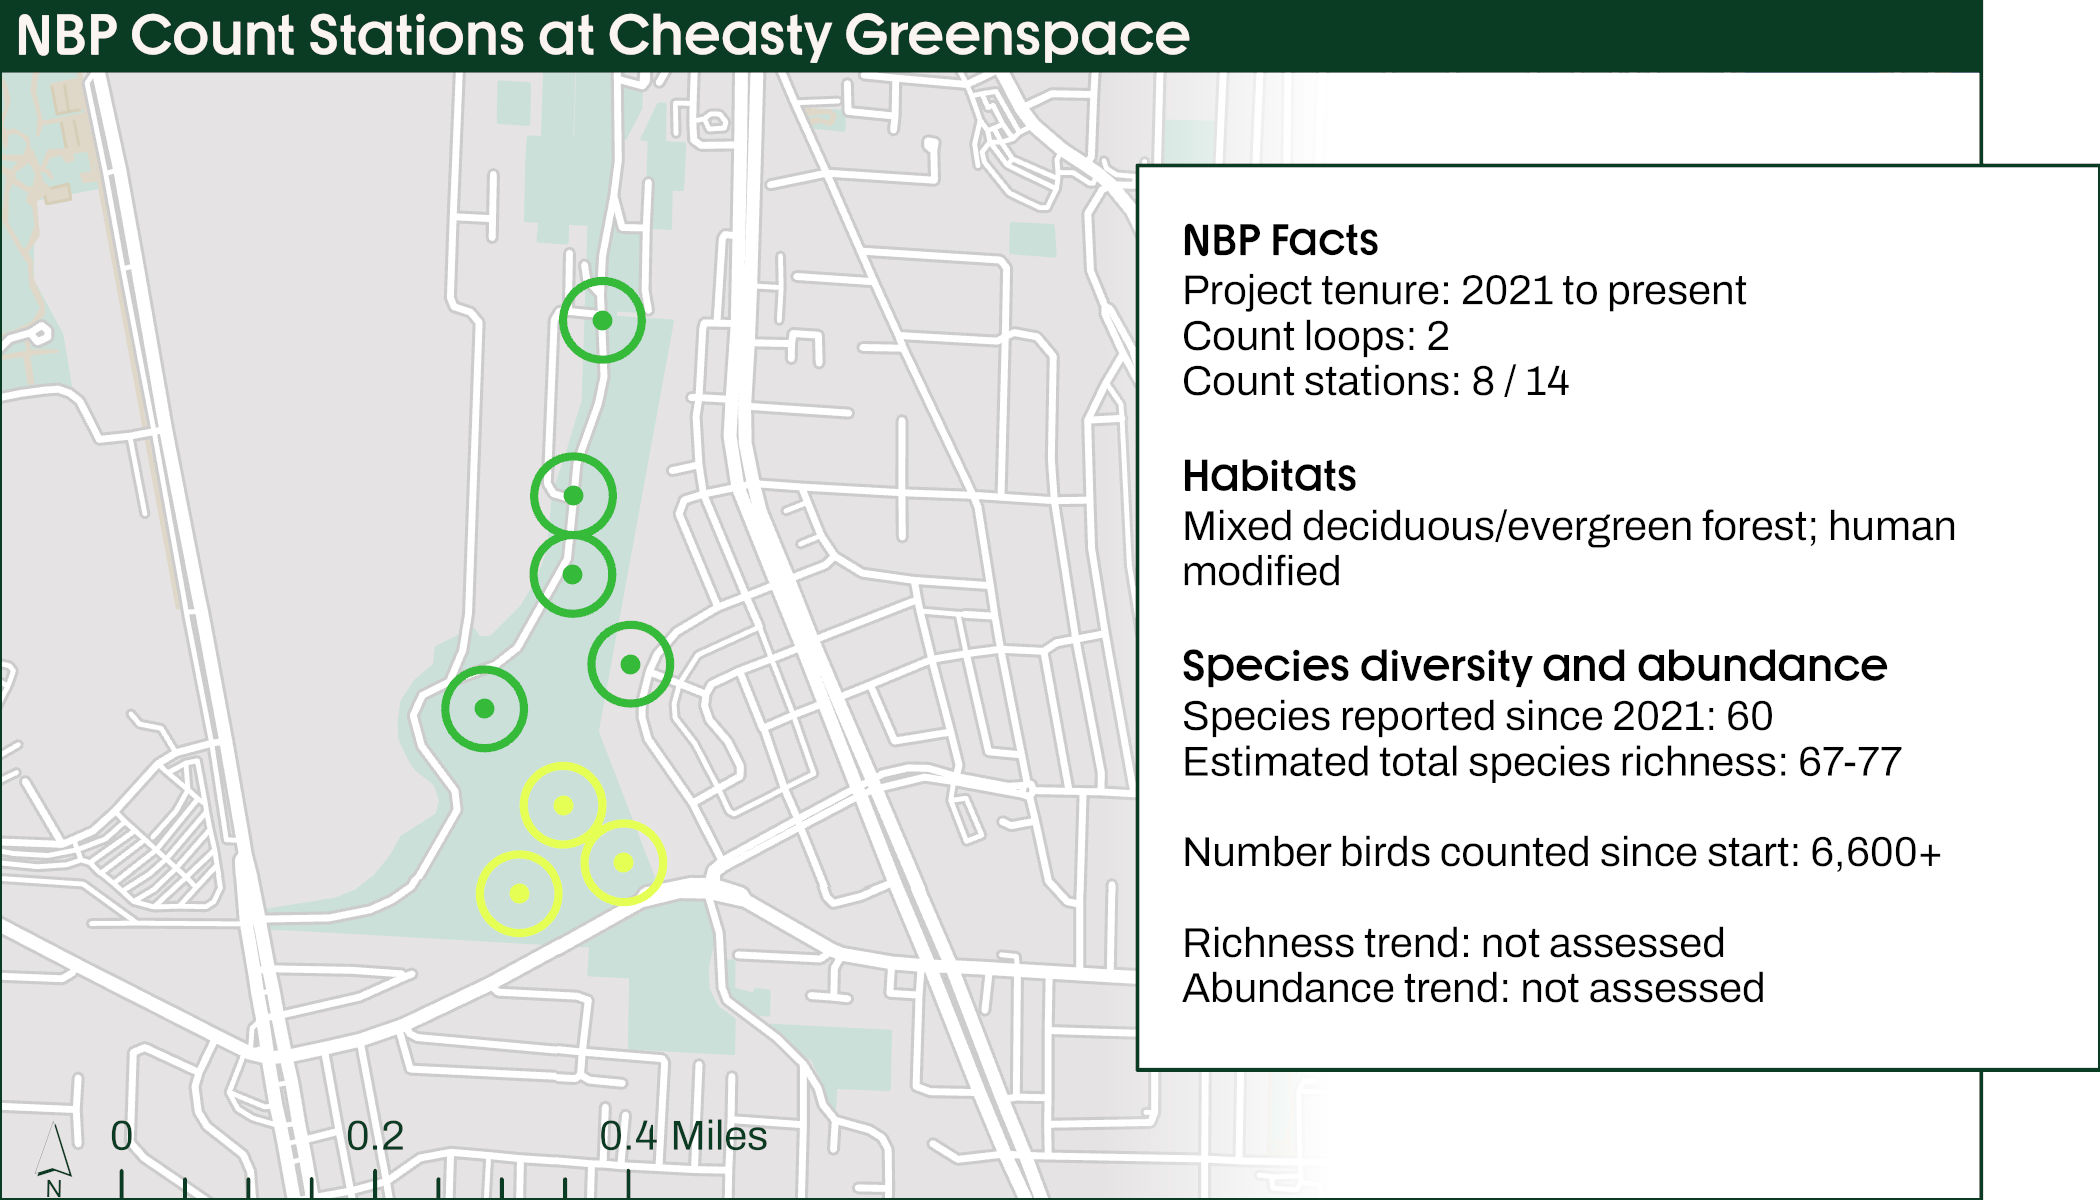 NBP Count Stations at Cheasty Greenspace
NBP Facts
Project tenure: 2021 to present
Count loops: 2
Count stations: 8 / 14
Habitats
Mixed deciduous/evergreen forest; human
modified
Species diversity and abundance
Species reported since 2021: 60
Estimated total species richness: 67-77
Number birds counted since start: 6,600+
Richness trend: not assessed
Abundance trend: not assessed
0 0.2 0.4 Miles
N